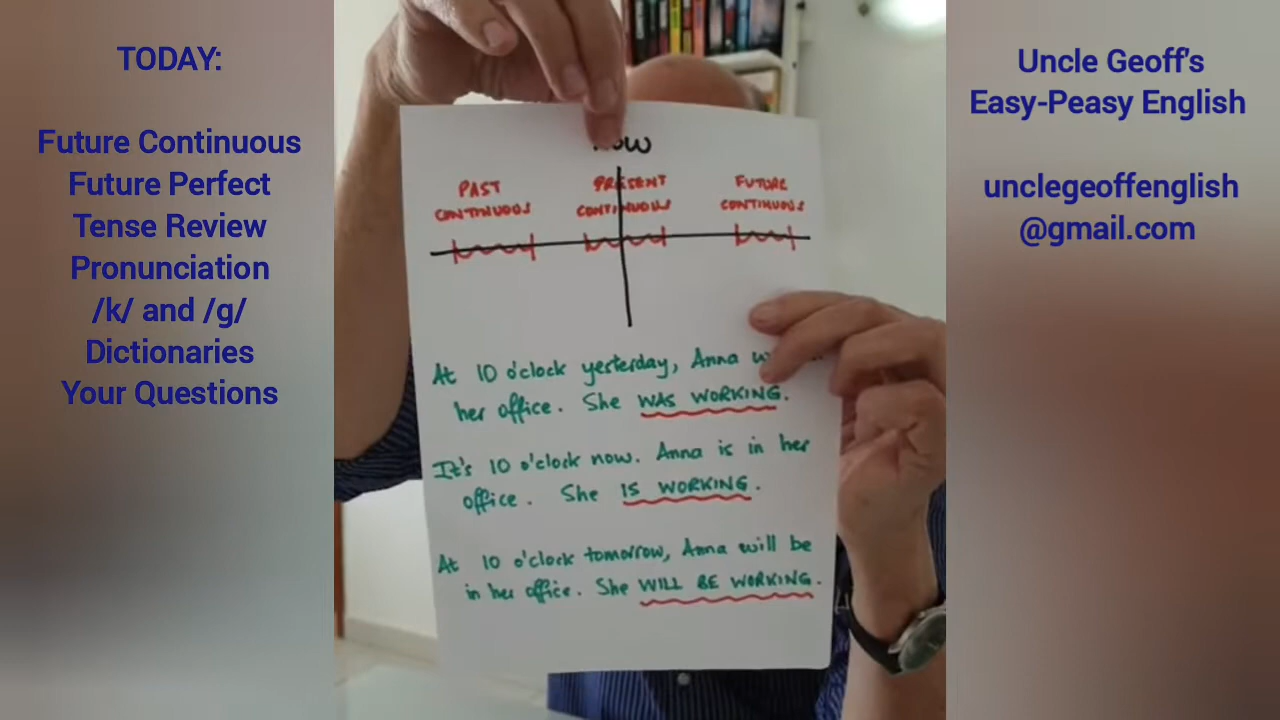 TODAY:
Future Continuous
Future Perfect
Tense Review
Pronunciation
/k/ and /g/
Dictionaries
Your Questions
PAST PRESENT FUTURE
CONTINUOUS CONTINUOUS CONTINUOUS
At 10 o'clock yesterday, Anna
her office. She WAS WORKING.
It's 10 o'clock now. Anna is in her
office. She IS WORKING.
At 10 o'clock tomorrow, Anna will be
in her office. She WILL BE WORKING.
Uncle Geoff's
Easy-Peasy English
unclegeoffenglish
@gmail.com